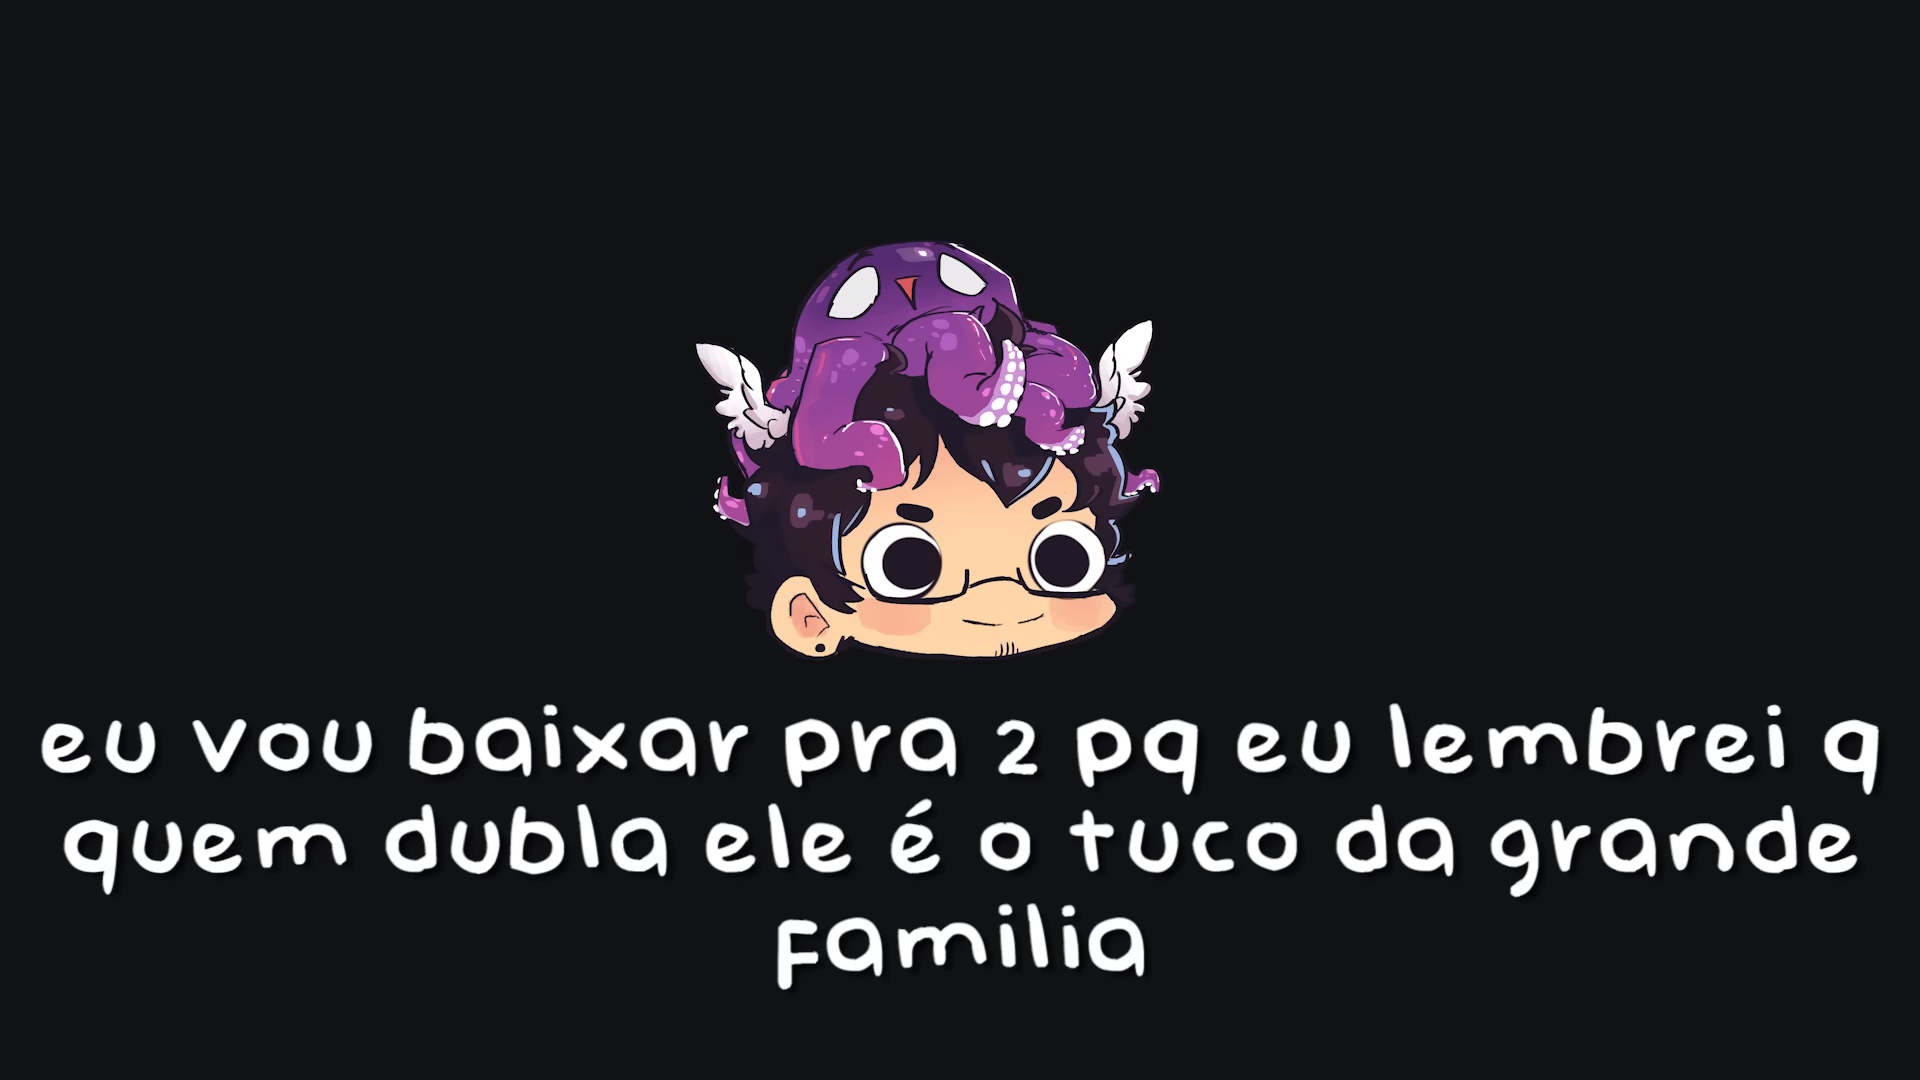 eu vou baixar pra 2 pq eu lembrei q
quem dubla ele é o tuco da grande
familia